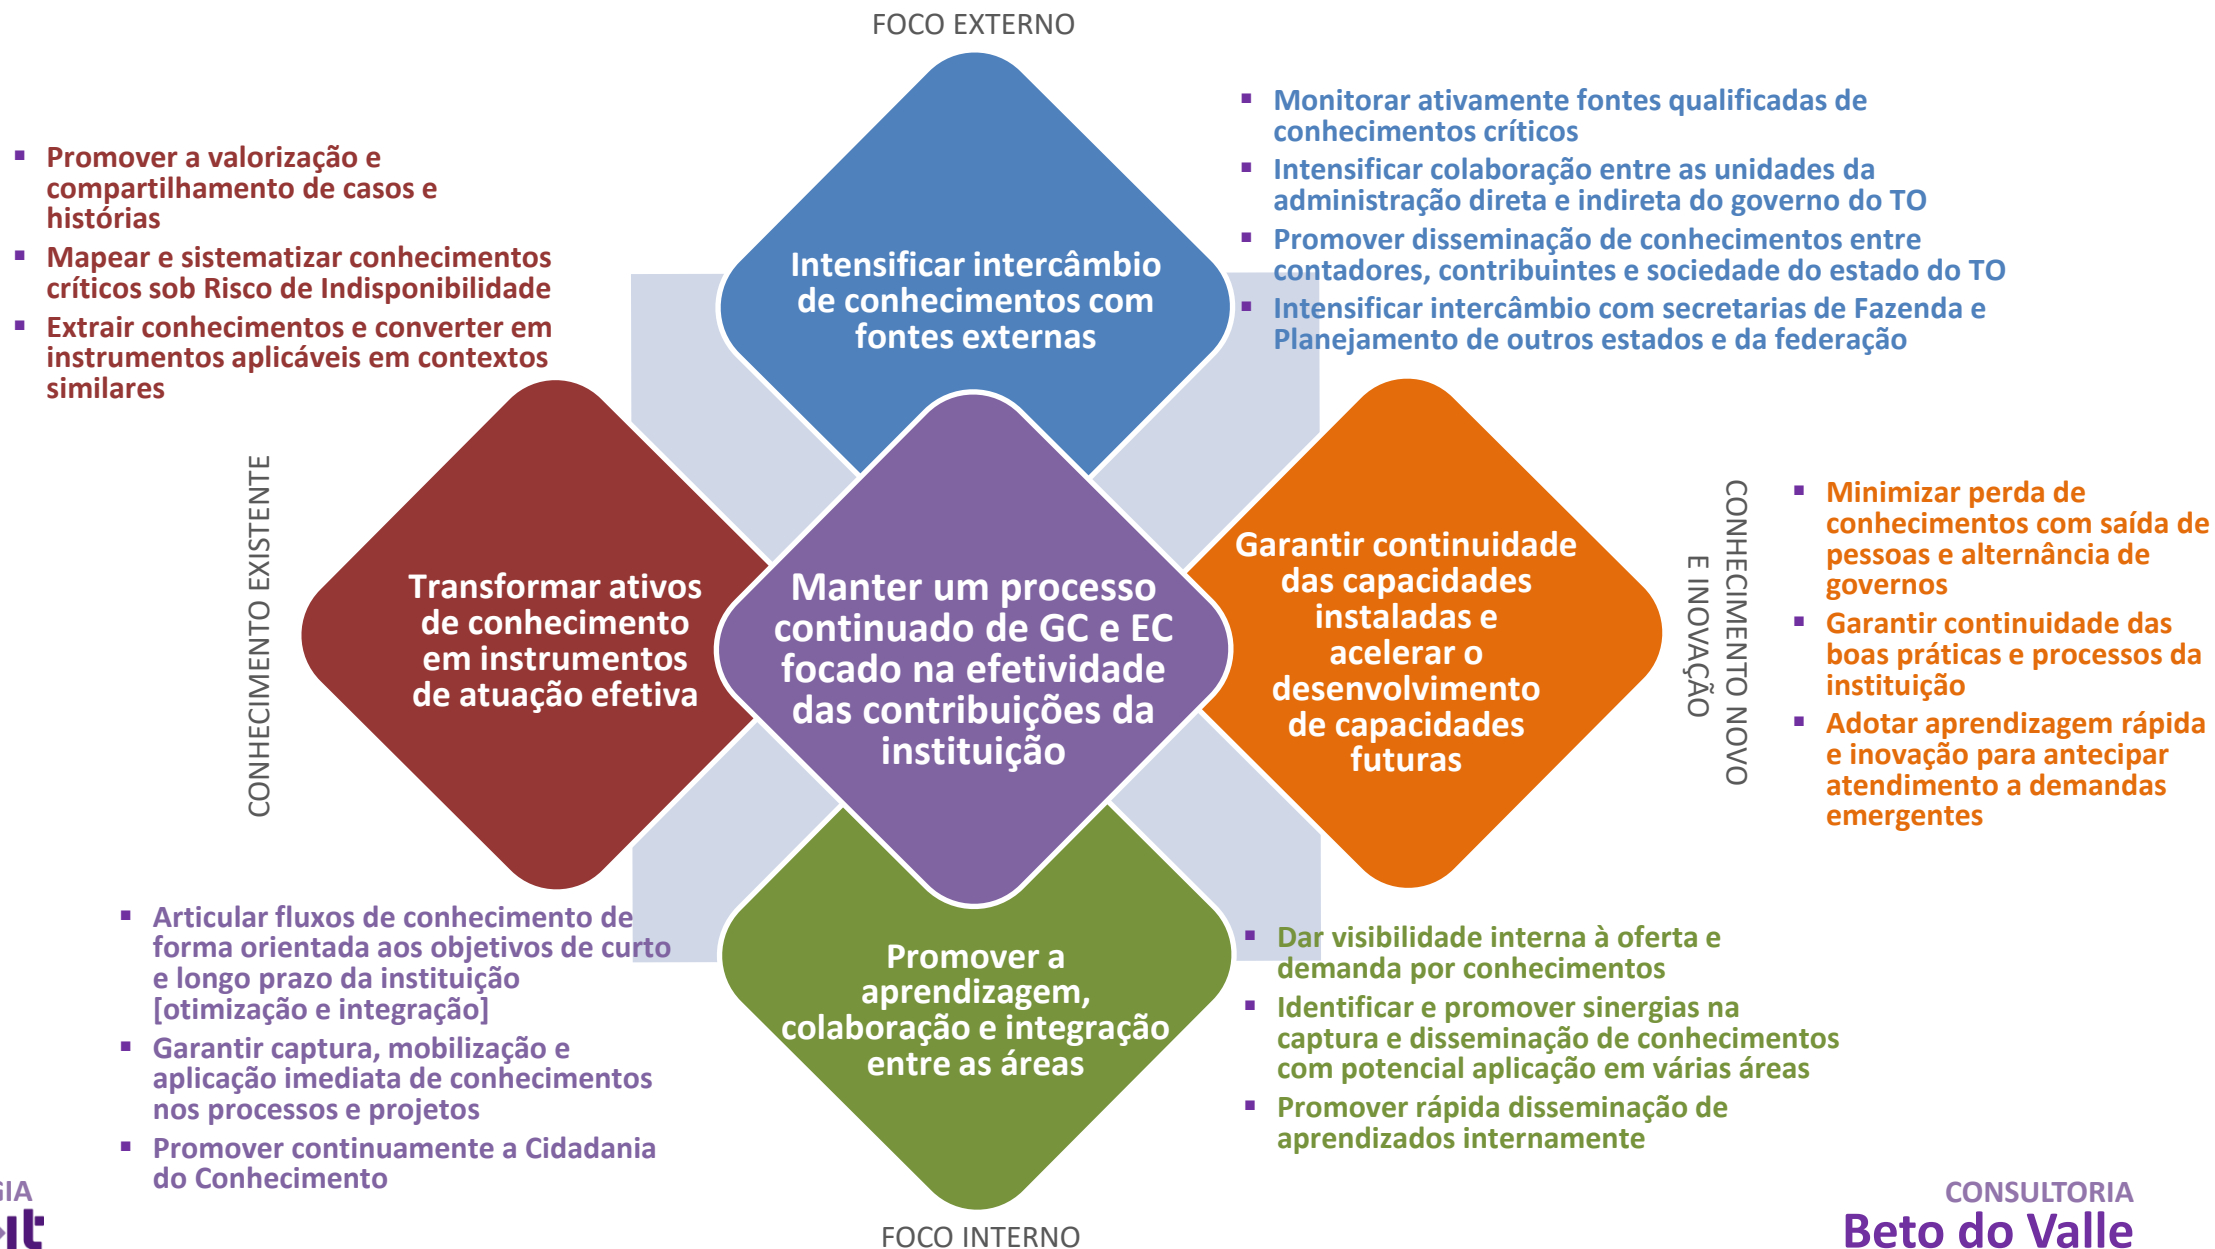 FOCO EXTERNO
▪ Promover a valorização e
compartilhamento de casos e
histórias
▪ Mapear e sistematizar conhecimentos
críticos sob Risco de Indisponibilidade
▪ Extrair conhecimentos e converter em
instrumentos aplicáveis em contextos
similares
Intensificar intercâmbio
de conhecimentos com
fontes externas
▪ Monitorar ativamente fontes qualificadas de
conhecimentos críticos
▪ Intensificar colaboração entre as unidades da
administração direta e indireta do governo do TO
▪ Promover disseminação de conhecimentos entre
contadores, contribuintes e sociedade do estado do TO
▪ Intensificar intercâmbio com secretarias de Fazenda e
Planejamento de outros estados e da federação
CONHECIMENTO EXISTENTE
Transformar ativos
de conhecimento
em instrumentos
de atuação efetiva
Manter um processo
continuado de GC e EC
focado na efetividade
das contribuições da
instituição
Garantir continuidade
das capacidades
instaladas e
acelerar o
desenvolvimento
de capacidades
futuras
CONHECIMENTO NOVO
E INOVAÇÃO
▪ Minimizar perda de
conhecimentos com saída de
pessoas e alternância de
governos
▪ Garantir continuidade das
boas práticas e processos da
instituição
▪ Adotar aprendizagem rápida
e inovação para antecipar
atendimento a demandas
emergentes
▪ Articular fluxos de conhecimento de
forma orientada aos objetivos de curto
e longo prazo da instituição
[otimização e integração]
▪ Garantir captura, mobilização e
aplicação imediata de conhecimentos
nos processos e projetos
▪ Promover continuamente a Cidadania
do Conhecimento
Promover a
aprendizagem,
colaboração e integração
entre as áreas
▪ Dar visibilidade interna à oferta e
demanda por conhecimentos
▪ Identificar e promover sinergias na
captura e disseminação de conhecimentos
com potencial aplicação em várias áreas
▪ Promover rápida disseminação de
aprendizados internamente
FOCO INTERNO
GIA
it
CONSULTORIA
Beto do Valle